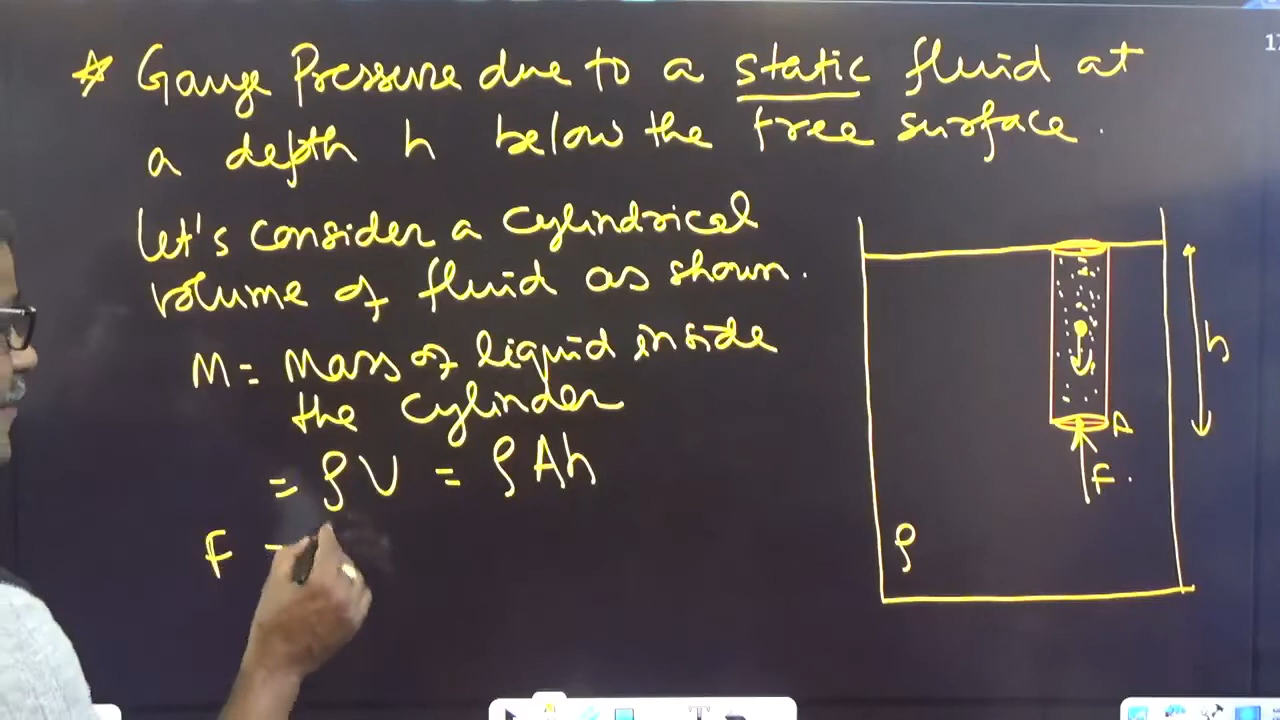 ☆ Gauge Pressure due to a static fluid at
a depth h below the free surface.
Let's consider a cylindrical
volume of fluid as shown.
M = Mass of liquid inside
the cylinder
= ρV = ρAh
F =
h
A
F.
ρ